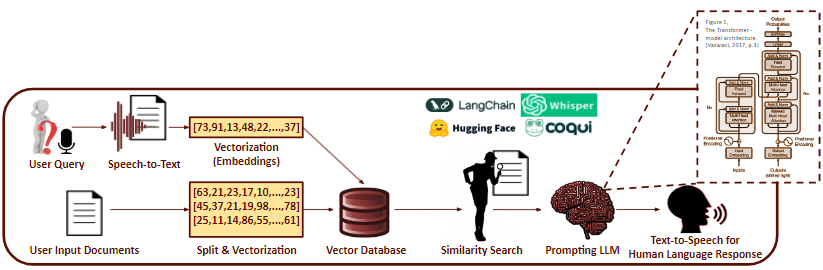 Figure 1,
The Transformer -
model architecture.
(Vaswani, 2017, p.3)
Output
Probabilities
Softmax
Linear
Add & Norm
Feed
Forward
Add & Norm
Multi-Head
Attention
Add & Norm
Feed
Forward
Add & Norm
Masked
Multi-Head
Attention
Add & Norm
Multi-Head
Attention
Nx
Nx
Positional
Encoding
Positional
Encoding
Input
Embedding
Output
Embedding
Inputs
Outputs
(shifted right)
LangChain
Whisper
Hugging Face
coqui
User Query
Speech-to-Text
[73,91,13,48,22,....,37]
Vectorization
(Embeddings)
User Input Documents
[63,21,23,17,10,...,23]
[45,37,21,19,98,...,78]
[25,11,14,86,55,...,61]
Split & Vectorization
Vector Database
Similarity Search
Prompting LLM
Text-to-Speech for
Human Language Response